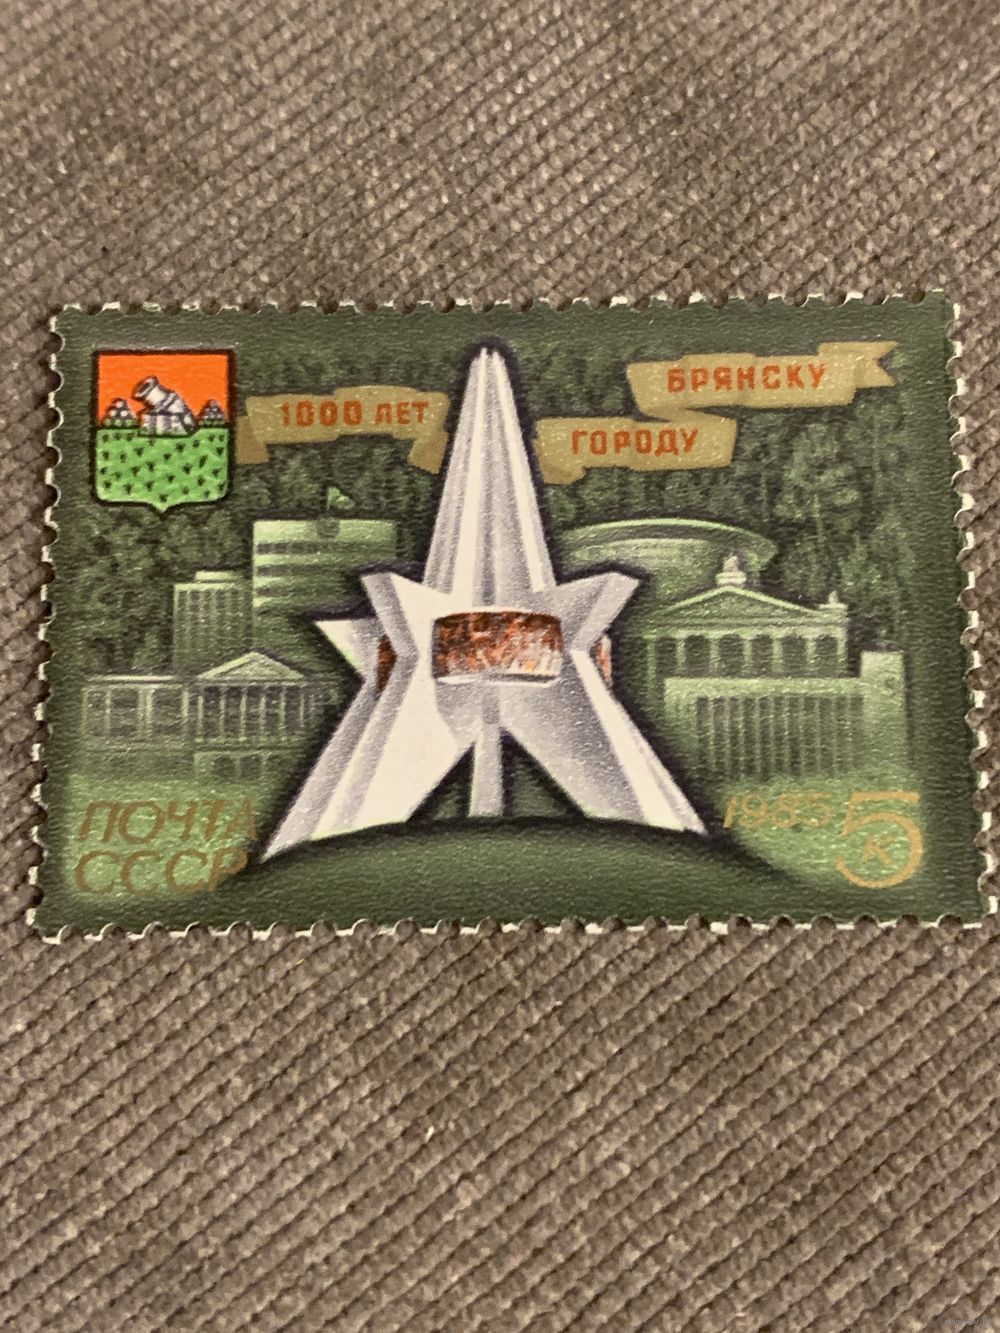 1000 ЛЕТ
ГОРОДУ
БРЯНСКУ
ПОЧТА
СССР
1985 5 К